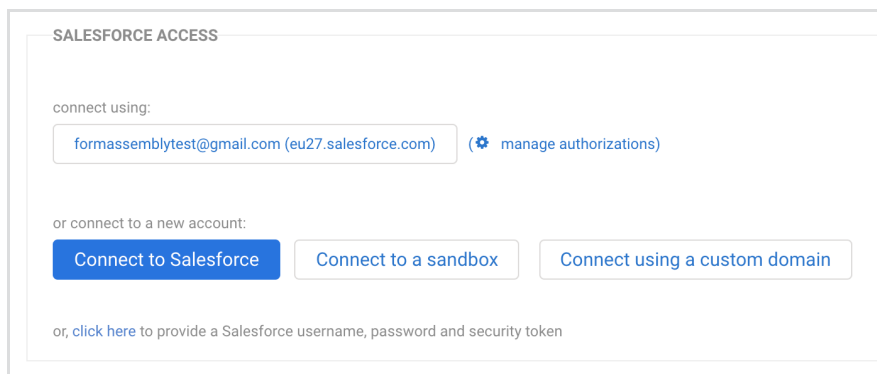 SALESFORCE ACCESS
connect using:
formassemblytest@gmail.com (eu27.salesforce.com) ( manage authorizations)
or connect to a new account:
Connect to Salesforce Connect to a sandbox Connect using a custom domain
or, click here to provide a Salesforce username, password and security token